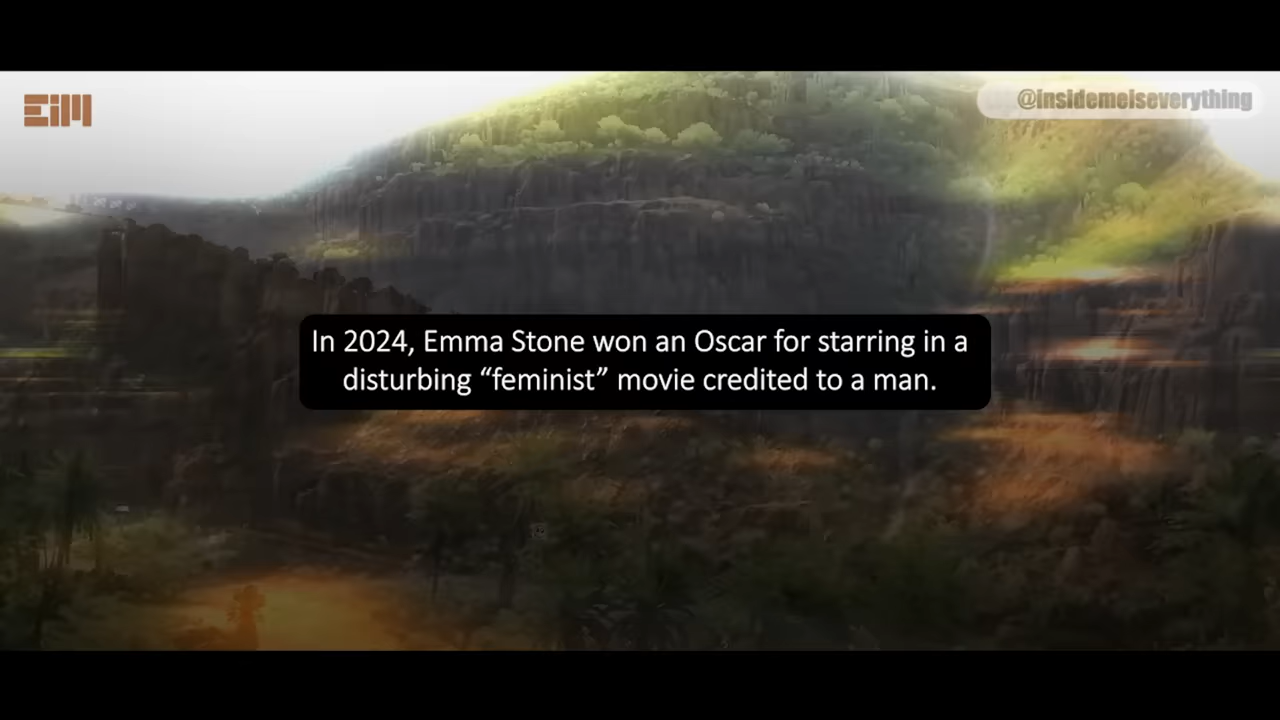 EiM
@insidemeiseverything
In 2024, Emma Stone won an Oscar for starring in a
disturbing “feminist” movie credited to a man.